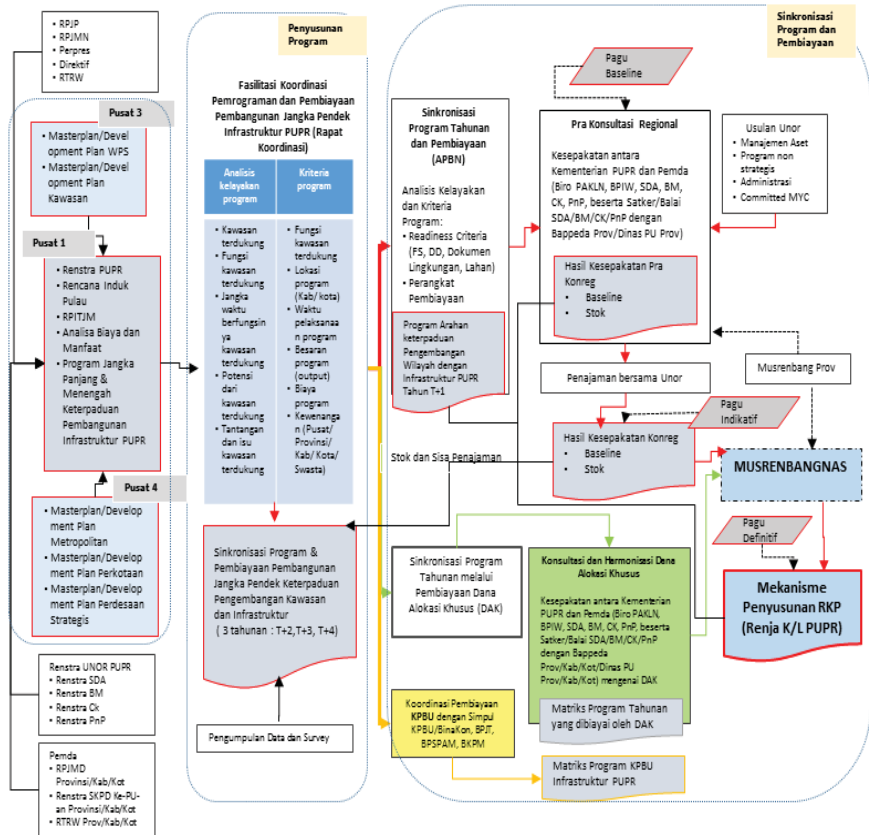 • RPJP
• RPJMN
• Perpres
• Direktif
• RTRW
Pusat 3
• Masterplan/Devel
opment Plan WPS
• Masterplan/Devel
opment Plan
Kawasan
Pusat 1
• Renstra PUPR
• Rencana Induk
Pulau
• RPITJM
• Analisa Biaya dan
Manfaat
• Program Jangka
Panjang &
Menengah
Keterpaduan
Pembangunan
Infrastruktur PUPR
Pusat 4
• Masterplan/Develop
ment Plan
Metropolitan
• Masterplan/Develop
ment Plan Perkotaan
• Masterplan/Develop
ment Plan Perdesaan
Strategis
Renstra UNOR PUPR
• Renstra SDA
• Renstra BM
• Renstra Ck
• Renstra PnP
Pemda
• RPJMD
Provinsi/Kab/Kot
• Renstra SKPD Ke-PU-
an Provinsi/Kab/Kot
• RTRW Prov/Kab/Kot
Penyusunan
Program
Fasilitasi Koordinasi
Pemrograman dan Pembiayaan
Pembangunan Jangka Pendek
Infrastruktur PUPR (Rapat
Koordinasi)
Analisis
kelayakan
program
Kriteria
program
• Kawasan
terdukung
• Fungsi
kawasan
terdukung
• Jangka
waktu
berfungsin
ya
kawasan
terdukung
• Potensi
dari
kawasan
terdukung
• Tantangan
dan isu
kawasan
terdukung
• Fungsi
kawasan
terdukung
• Lokasi
program
(Kab/ kota)
• Waktu
pelaksanaa
n program
• Besaran
program
(output)
• Biaya
program
• Kewenanga
n (Pusat/
Provinsi/
Kab/ Kota/
Swasta)
Sinkronisasi Program &
Pembiayaan Pembangunan
Jangka Pendek Keterpaduan
Pengembangan Kawasan
dan Infrastruktur
( 3 tahunan : T+2,T+3, T+4)
Pengumpulan Data dan Survey
Sinkronisasi
Program dan
Pembiayaan
Pagu
Baseline
Sinkronisasi
Program Tahunan
dan Pembiayaan
(APBN)
Analisis Kelayakan
dan Kriteria
Program:
• Readiness Criteria
(FS, DD, Dokumen
Lingkungan, Lahan)
• Perangkat
Pembiayaan
Program Arahan
keterpaduan
Pengembangan
Wilayah dengan
Infrastruktur PUPR
Tahun T+1
Pra Konsultasi Regional
Kesepakatan antara
Kementerian PUPR dan Pemda
(Biro PAKLN, BPIW, SDA, BM,
CK, PnP, beserta Satker/Balai
SDA/BM/CK/PnP dengan
Bappeda Prov/Dinas PU Prov)
Hasil Kesepakatan Pra
Konreg
• Baseline
• Stok
Usulan Unor
• Manajemen Aset
• Program non
strategis
• Administrasi
• Committed MYC
Penajaman bersama Unor
Musrenbang Prov
Pagu
Indikatif
Hasil Kesepakatan Konreg
• Baseline
• Stok
Stok dan Sisa Penajaman
MUSRENBANGNAS
Pagu
Definitif
Mekanisme
Penyusunan RKP
(Renja K/L PUPR)
Sinkronisasi Program
Tahunan melalui
Pembiayaan Dana
Alokasi Khusus (DAK)
Konsultasi dan Harmonisasi Dana
Alokasi Khusus
Kesepakatan antara Kementerian
PUPR dan Pemda (Biro PAKLN,
BPIW, SDA, BM, CK, PnP, beserta
Satker/Balai SDA/BM/CK/PnP
dengan Bappeda
Prov/Kab/Kot/Dinas PU
Prov/Kab/Kot) mengenai DAK
Matriks Program Tahunan
yang dibiayai oleh DAK
Koordinasi Pembiayaan
KPBU dengan Simpul
KPBU/BinaKon, BPJT,
BPSPAM, BKPM
Matriks Program KPBU
Infrastruktur PUPR